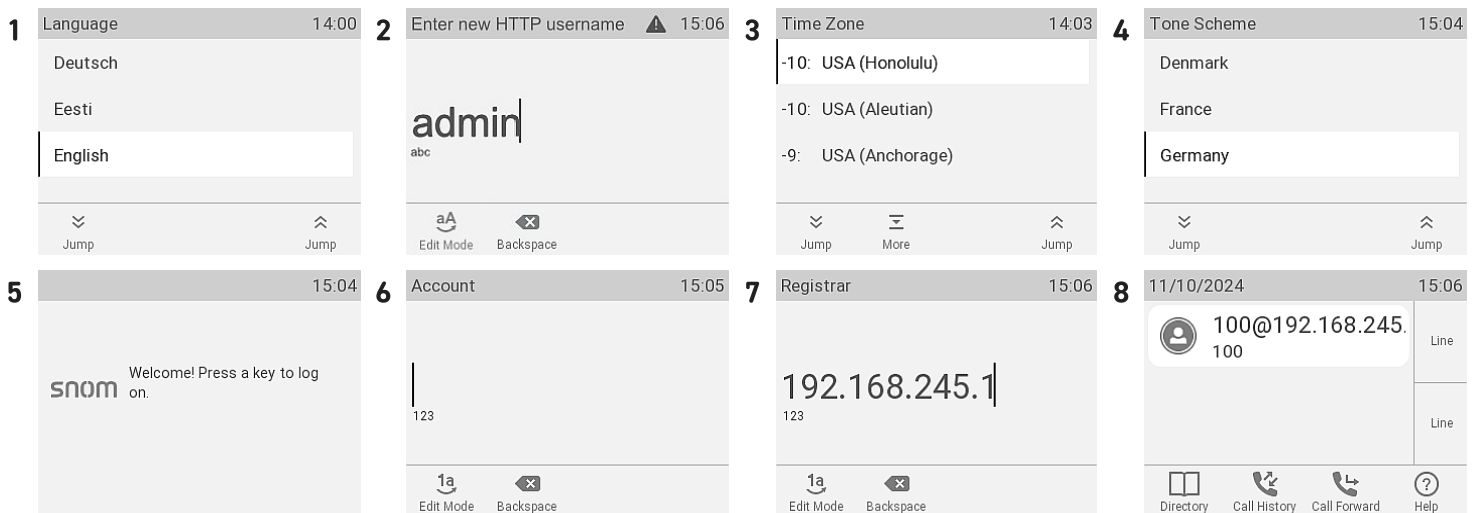 1
Language 14:00
Deutsch
Eesti
English
Jump Jump
2
Enter new HTTP username 15:06
admin
abc
aA
Edit Mode Backspace
3
Time Zone 14:03
-10: USA (Honolulu)
-10: USA (Aleutian)
-9: USA (Anchorage)
Jump More Jump
4
Tone Scheme 15:04
Denmark
France
Germany
Jump Jump
5
15:04
snom Welcome! Press a key to log
on.
6
Account 15:05
123
1a
Edit Mode Backspace
7
Registrar 15:06
192.168.245.1
123
1a
Edit Mode Backspace
8
11/10/2024 15:06
100@192.168.245.
100
Line
Line
Directory Call History Call Forward Help